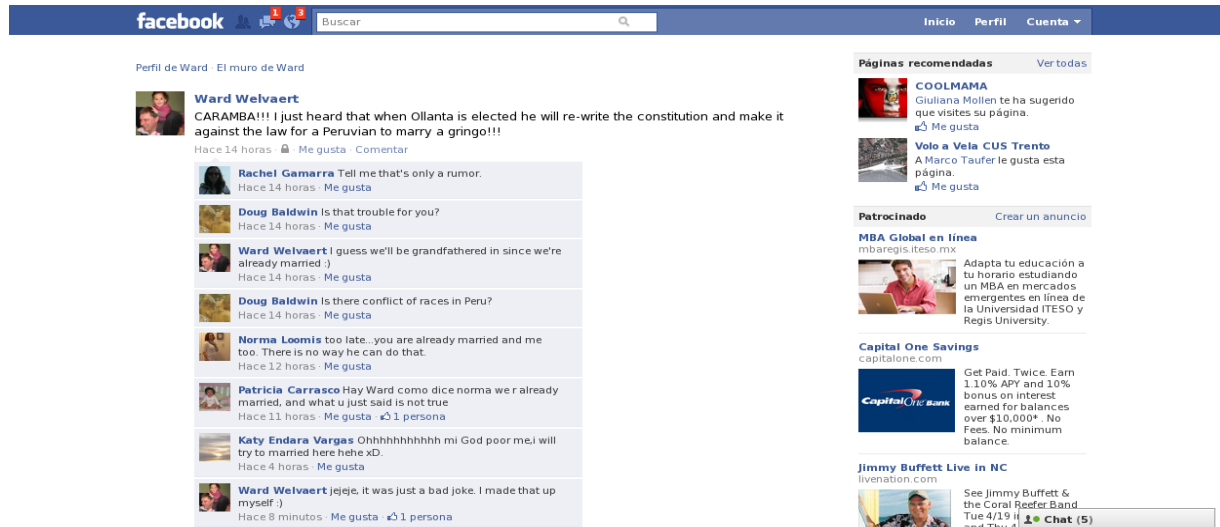 facebook
1
3
Buscar
Inicio Perfil Cuenta
Perfil de Ward · El muro de Ward
Ward Welvaert
CARAMBA!!! I just heard that when Ollanta is elected he will re-write the constitution and make it
against the law for a Peruvian to marry a gringo!!!
Hace 14 horas · Me gusta · Comentar
Rachel Gamarra Tell me that's only a rumor.
Hace 14 horas · Me gusta
Doug Baldwin Is that trouble for you?
Hace 14 horas · Me gusta
Ward Welvaert I guess we'll be grandfathered in since we're
already married :)
Hace 14 horas · Me gusta
Doug Baldwin Is there conflict of races in Peru?
Hace 14 horas · Me gusta
Norma Loomis too late...you are already married and me
too. There is no way he can do that.
Hace 12 horas · Me gusta
Patricia Carrasco Hay Ward como dice norma we r already
married, and what u just said is not true
Hace 11 horas · Me gusta · 1 persona
Katy Endara Vargas Ohhhhhhhhhhh mi God poor me,i will
try to married here hehe xD.
Hace 4 horas · Me gusta
Ward Welvaert jejeje, it was just a bad joke. I made that up
myself :)
Hace 8 minutos · Me gusta · 1 persona
Páginas recomendadas Ver todas
COOLMAMA
Giuliana Mollen te ha sugerido
que visites su página.
Me gusta
Volo a Vela CUS Trento
A Marco Taufer le gusta esta
página.
Me gusta
Patrocinado Crear un anuncio
MBA Global en línea
mbaregis.iteso.mx
Adapta tu educación a
tu horario estudiando
un MBA en mercados
emergentes en línea de
la Universidad ITESO y
Regis University.
Capital One Savings
capitalone.com
CapitalOne Bank
Get Paid. Twice. Earn
1.10% APY and 10%
bonus on interest
earned for balances
over $10,000* . No
Fees. No minimum
balance.
Jimmy Buffett Live in NC
livenation.com
See Jimmy Buffett &
the Coral Reefer Band
Tue 4/19 i
Chat (5)